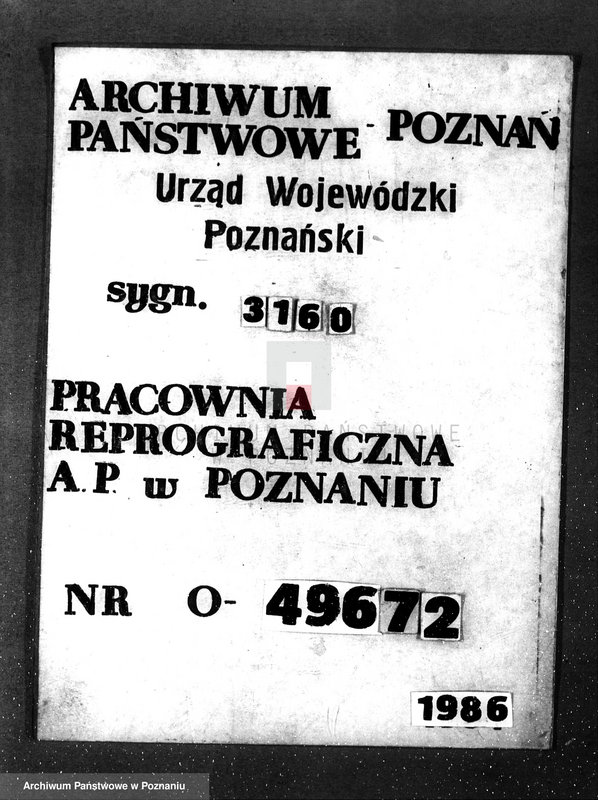 ARCHIWUM
PAŃSTWOWE - POZNAŃ
Urząd Wojewódzki
Poznański
sygn. 3160
PRACOWNIA
REPROGRAFICZNA
A.P. w POZNANIU
NR O- 49672
1986
Archiwum Państwowe w Poznaniu